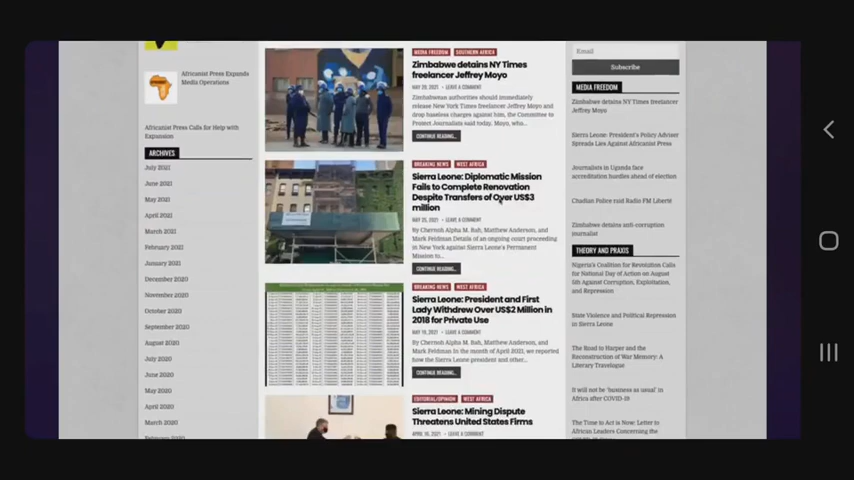 Africanist Press Expands
Media Operations
Africanist Press Calls for Help with
Expansion
ARCHIVES
July 2021
June 2021
May 2021
April 2021
March 2021
February 2021
January 2021
December 2020
November 2020
October 2020
September 2020
August 2020
July 2020
June 2020
May 2020
April 2020
March 2020
February 2020
MEDIA FREEDOM SOUTHERN AFRICA
Zimbabwe detains NY Times
freelancer Jeffrey Moyo
MAY 29, 2021 • LEAVE A COMMENT
Zimbabwean authorities should immediately
release New York Times freelancer Jeffrey Moyo and
drop baseless charges against him, the Committee to
Protect Journalists said today. Moyo, who...
CONTINUE READING...
BREAKING NEWS WEST AFRICA
Sierra Leone: Diplomatic Mission
Fails to Complete Renovation
Despite Transfers of Over US$3
million
MAY 25, 2021 • LEAVE A COMMENT
By Chernoh Alpha M. Bah, Matthew Anderson, and
Mark Feldman Details of an ongoing court proceeding
in New York against Sierra Leone's Permanent
Mission to...
CONTINUE READING...
BREAKING NEWS WEST AFRICA
Sierra Leone: President and First
Lady Withdrew Over US$2 Million in
2018 for Private Use
MAY 19, 2021 • LEAVE A COMMENT
By Chernoh Alpha M. Bah, Matthew Anderson, and
Mark Feldman In the month of April 2021, we reported
how the Sierra Leone president and other...
CONTINUE READING...
EDITORIAL/OPINION WEST AFRICA
Sierra Leone: Mining Dispute
Threatens United States Firms
APRIL 16, 2021 • LEAVE A COMMENT
Email
Subscribe
MEDIA FREEDOM
Zimbabwe detains NY Times freelancer
Jeffrey Moyo
Sierra Leone: President's Policy Adviser
Spreads Lies Against Africanist Press
Journalists in Uganda face
accreditation hurdles ahead of election
Chadian Police raid Radio FM Liberté
Zimbabwe detains anti-corruption
journalist
THEORY AND PRAXIS
Nigeria's Coalition for Revolution Calls
for National Day of Action on August
5th Against Corruption, Exploitation,
and Repression
State Violence and Political Repression
in Sierra Leone
The Road to Harper and the
Reconstruction of War Memory: A
Literary Travelogue
It will not be 'business as usual' in
Africa after COVID-19
The Time to Act is Now: Letter to
African Leaders Concerning the